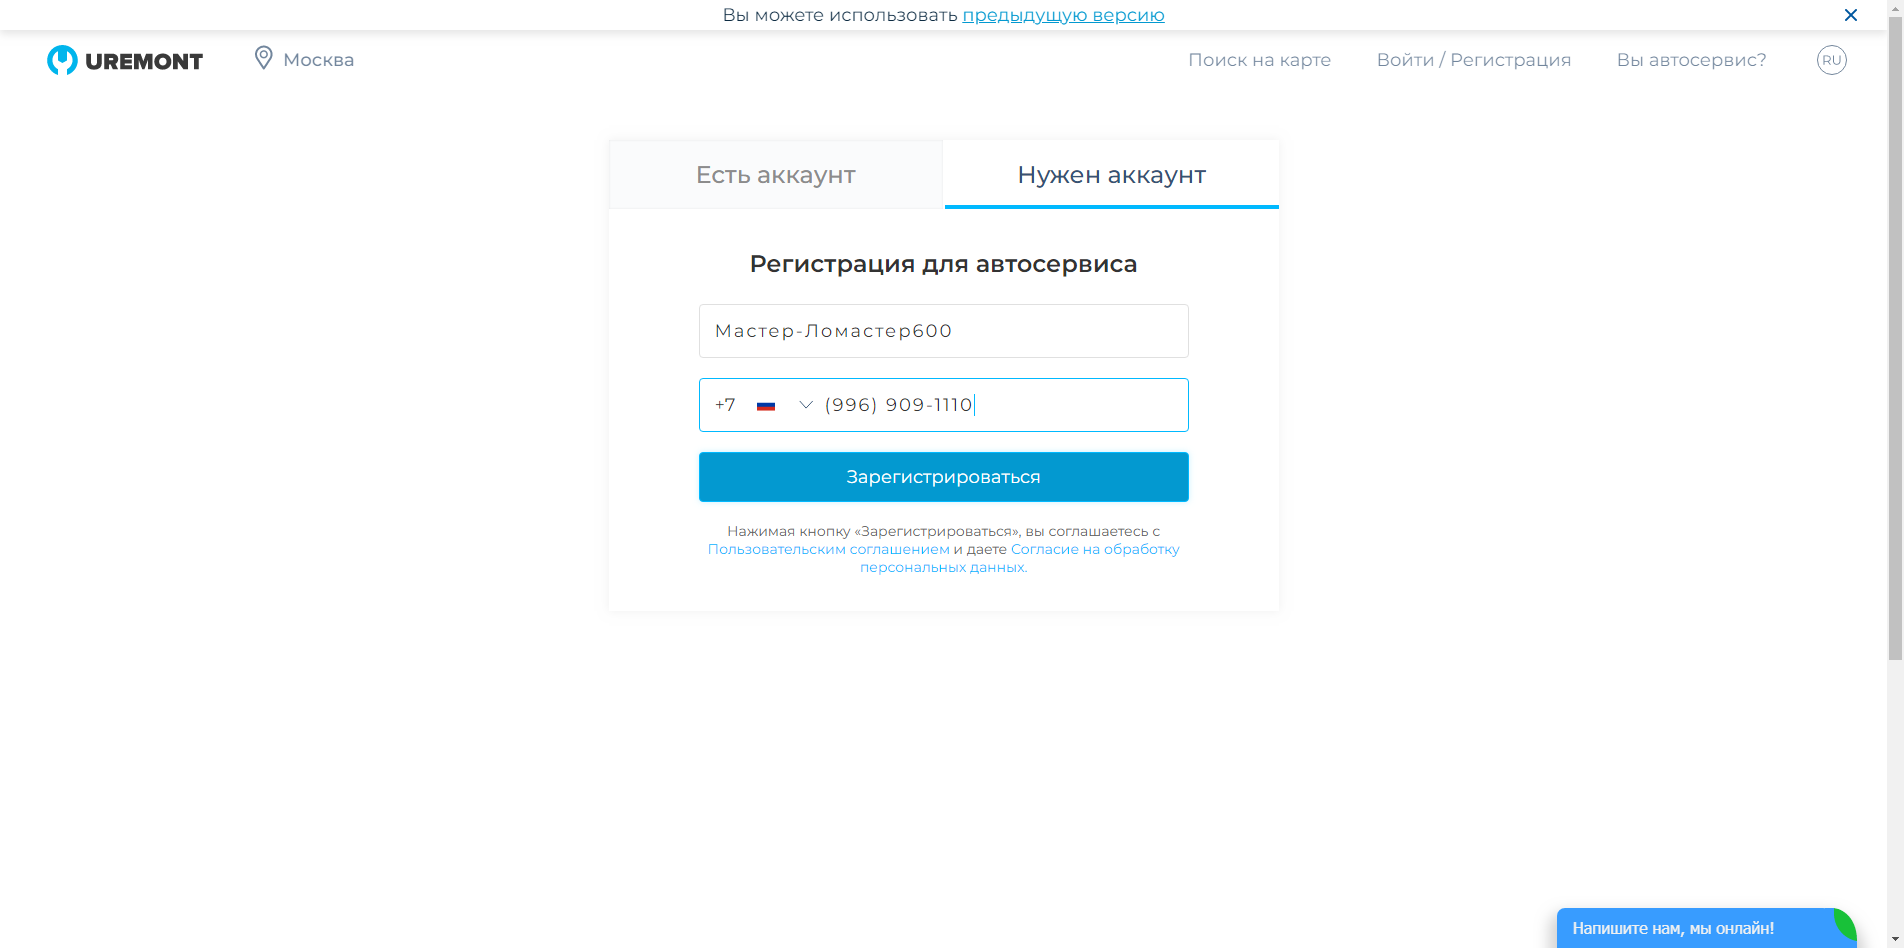 Вы можете использовать предыдущую версию
UREMONT
Москва
Поиск на карте
Войти / Регистрация
Вы автосервис?
RU
Есть аккаунт
Нужен аккаунт
Регистрация для автосервиса
Мастер-Ломастер600
+7 (996) 909-1110
Зарегистрироваться
Нажимая кнопку «Зарегистрироваться», вы соглашаетесь с
Пользовательским соглашением и даете Согласие на обработку
персональных данных.
Напишите нам, мы онлайн!